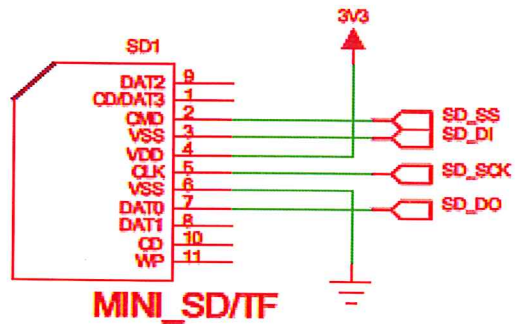 3V3
SD1
DAT2 9
CD/DAT3 1
CMD 2 SD_SS
VSS 3 SD_DI
VDD 4
CLK 5 SD_SCK
VSS 6
DAT0 7 SD_DO
DAT1 8
CD 10
WP 11
MINI_SD/TF